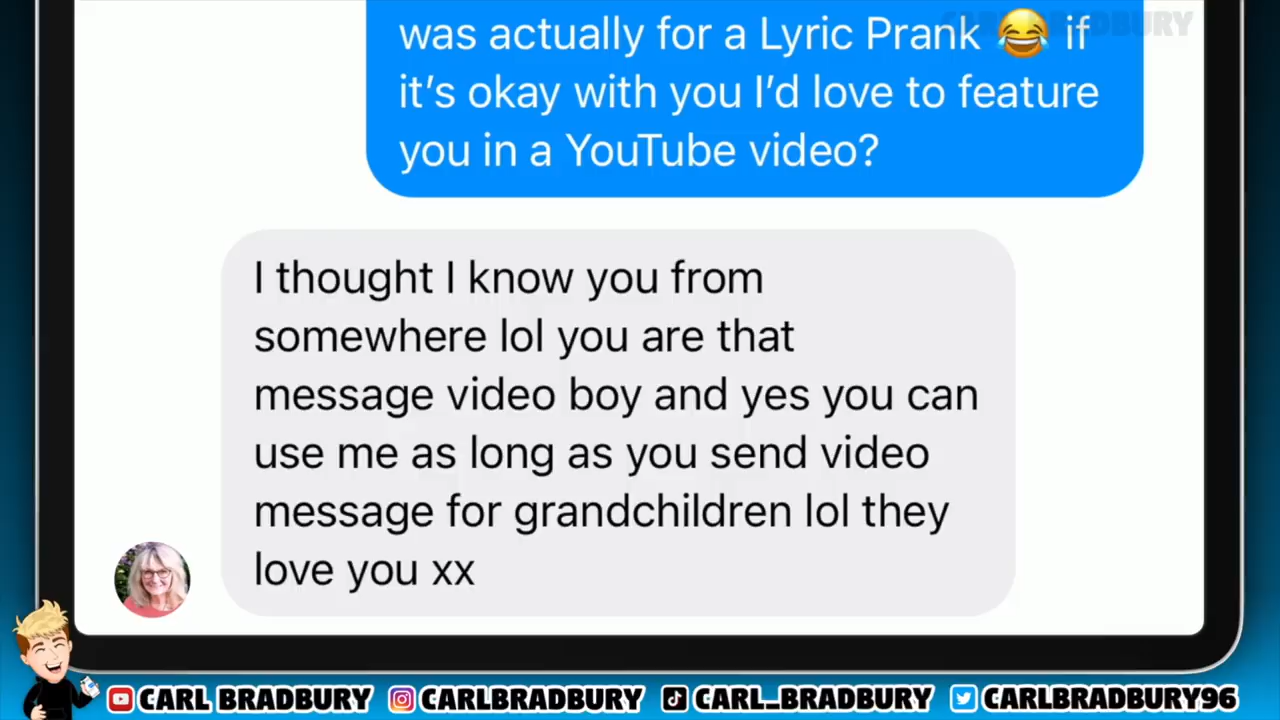 CARL BRADBURY
was actually for a Lyric Prank 😂 if
it's okay with you I'd love to feature
you in a YouTube video?
I thought I know you from
somewhere lol you are that
message video boy and yes you can
use me as long as you send video
message for grandchildren lol they
love you xx
CARL BRADBURY CARLBRADBURY CARL_BRADBURY CARLBRADBURY96